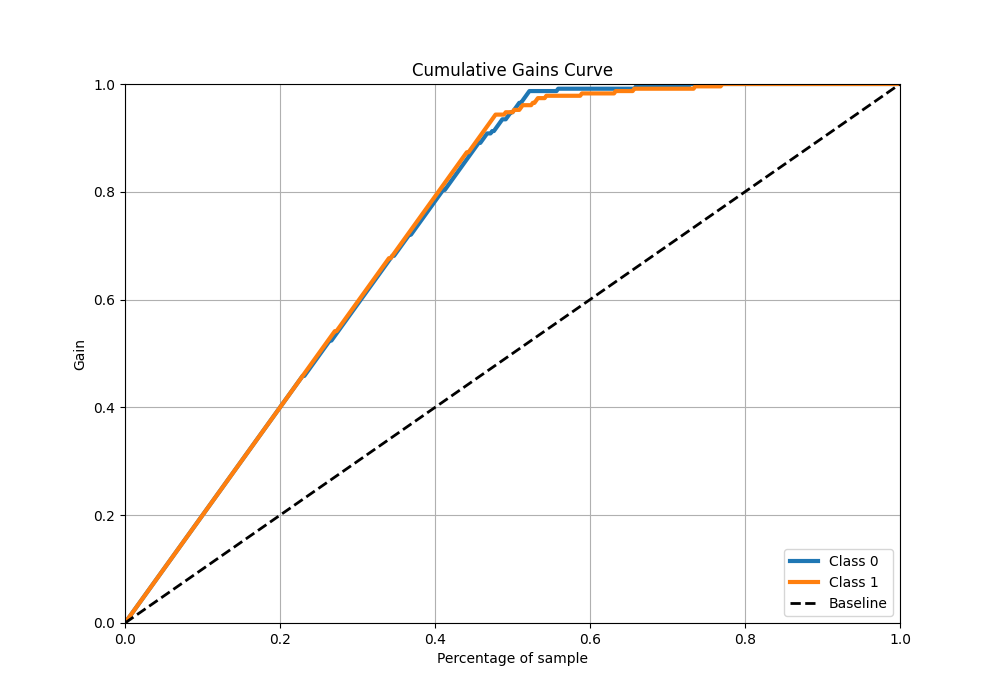 Cumulative Gains Curve
1.0
0.8
0.6
0.4
0.2
0.0
Gain
0.0 0.2 0.4 0.6 0.8 1.0
Percentage of sample
Class 0
Class 1
Baseline